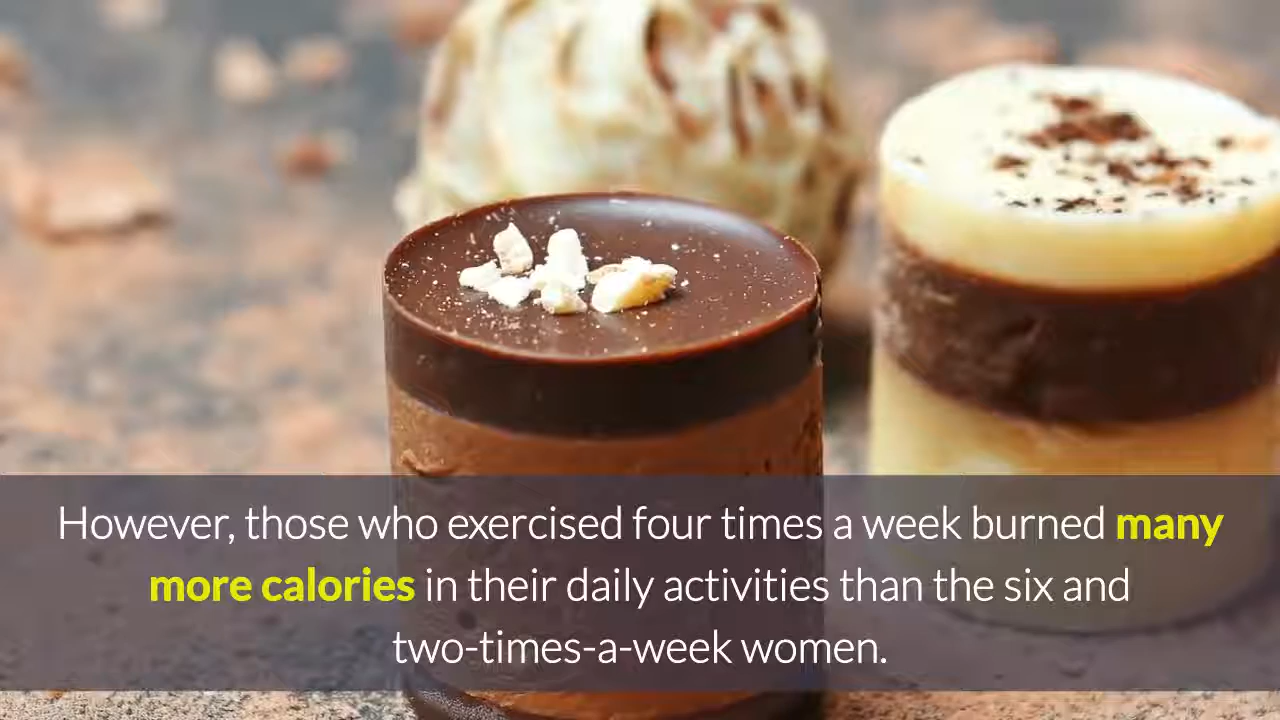 However, those who exercised four times a week burned many
more calories in their daily activities than the six and
two-times-a-week women.